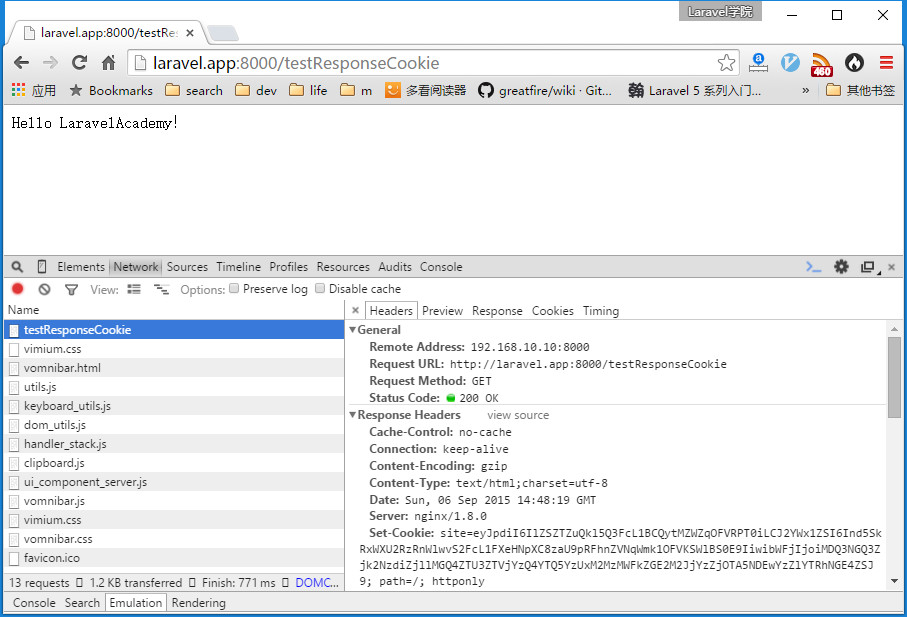 Laravel学院
laravel.app:8000/testRe
laravel.app:8000/testResponseCookie
460
应用 Bookmarks search dev life m 多看阅读器 greatfire/wiki · Git... Laravel 5 系列入门... » 其他书签
Hello LaravelAcademy!
Elements Network Sources Timeline Profiles Resources Audits Console
View: Options: Preserve log Disable cache
Name
Headers Preview Response Cookies Timing
testResponseCookie
vimium.css
vomnibar.html
utils.js
keyboard_utils.js
dom_utils.js
handler_stack.js
clipboard.js
ui_component_server.js
vomnibar.js
vimium.css
vomnibar.css
favicon.ico
General
Remote Address: 192.168.10.10:8000
Request URL: http://laravel.app:8000/testResponseCookie
Request Method: GET
Status Code: 200 OK
Response Headers view source
Cache-Control: no-cache
Connection: keep-alive
Content-Encoding: gzip
Content-Type: text/html;charset=utf-8
Date: Sun, 06 Sep 2015 14:48:19 GMT
Server: nginx/1.8.0
Set-Cookie:
9; path=/; httponly
13 requests 1.2 KB transferred Finish: 771 ms DOMC...
Console Search Emulation Rendering